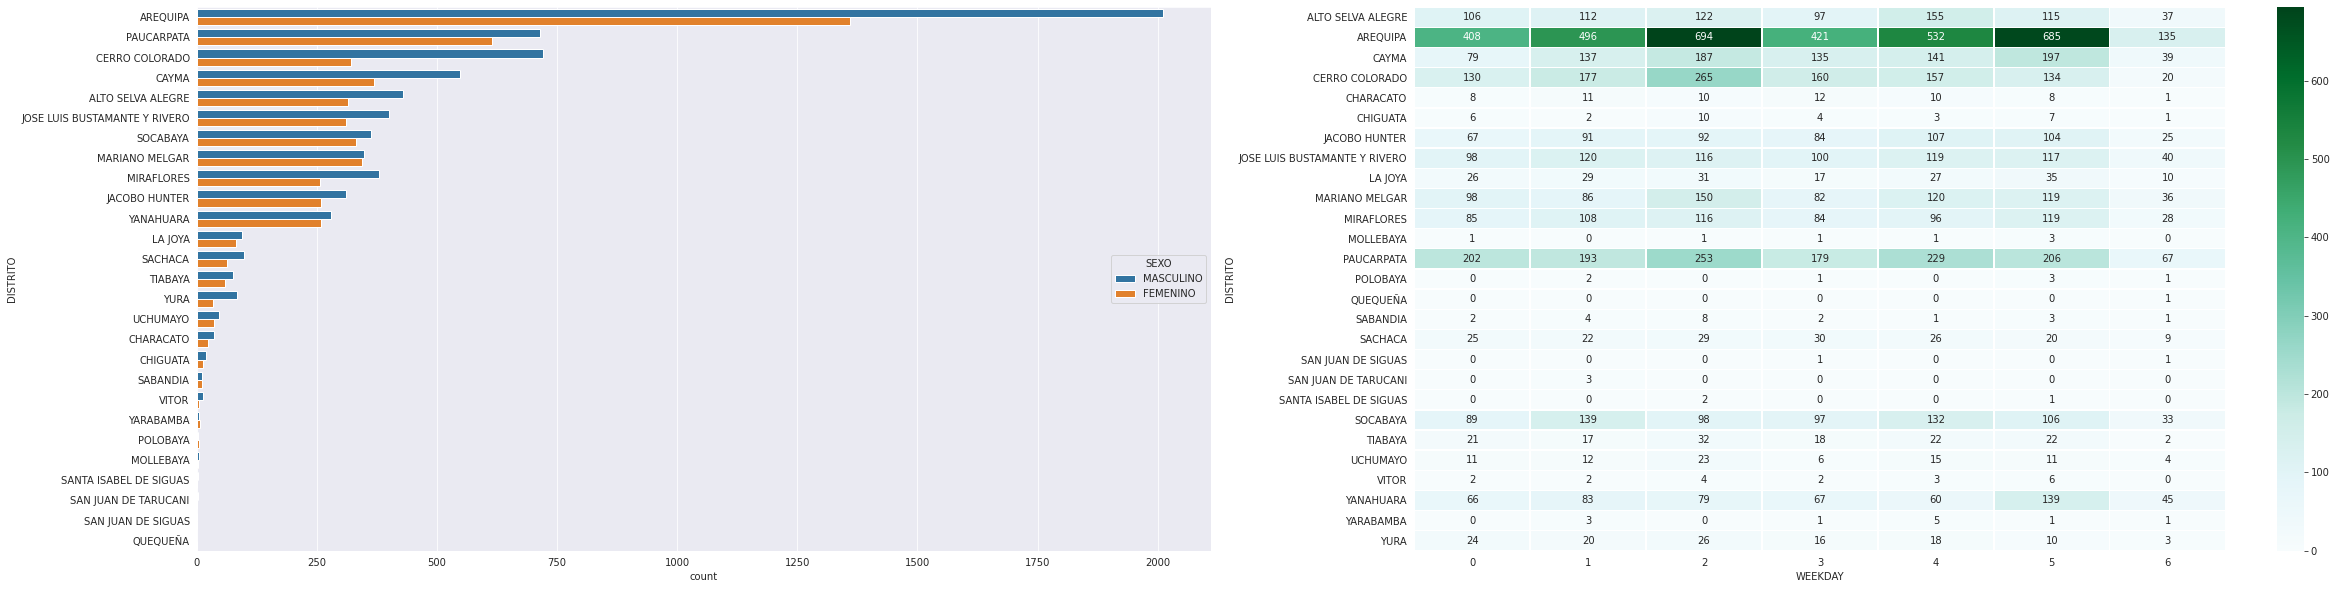 AREQUIPA
PAUCARPATA
CERRO COLORADO
CAYMA
ALTO SELVA ALEGRE
JOSE LUIS BUSTAMANTE Y RIVERO
SOCABAYA
MARIANO MELGAR
MIRAFLORES
JACOBO HUNTER
YANAHUARA
LA JOYA
SACHACA
TIABAYA
YURA
UCHUMAYO
CHARACATO
CHIGUATA
SABANDIA
VITOR
YARABAMBA
POLOBAYA
MOLLEBAYA
SANTA ISABEL DE SIGUAS
SAN JUAN DE TARUCANI
SAN JUAN DE SIGUAS
QUEQUEÑA
DISTRITO
0 250 500 750 1000 1250 1500 1750 2000
count
SEXO
MASCULINO
FEMENINO
DISTRITO
ALTO SELVA ALEGRE 106 112 122 97 155 115 37
AREQUIPA 408 496 694 421 532 685 135
CAYMA 79 137 187 135 141 197 39
CERRO COLORADO 130 177 265 160 157 134 20
CHARACATO 8 11 10 12 10 8 1
CHIGUATA 6 2 10 4 3 7 1
JACOBO HUNTER 67 91 92 84 107 104 25
JOSE LUIS BUSTAMANTE Y RIVERO 98 120 116 100 119 117 40
LA JOYA 26 29 31 17 27 35 10
MARIANO MELGAR 98 86 150 82 120 119 36
MIRAFLORES 85 108 116 84 96 119 28
MOLLEBAYA 1 0 1 1 1 3 0
PAUCARPATA 202 193 253 179 229 206 67
POLOBAYA 0 2 0 1 0 3 1
QUEQUEÑA 0 0 0 0 0 0 1
SABANDIA 2 4 8 2 1 3 1
SACHACA 25 22 29 30 26 20 9
SAN JUAN DE SIGUAS 0 0 0 1 0 0 1
SAN JUAN DE TARUCANI 0 3 0 0 0 0 0
SANTA ISABEL DE SIGUAS 0 0 2 0 0 1 0
SOCABAYA 89 139 98 97 132 106 33
TIABAYA 21 17 32 18 22 22 2
UCHUMAYO 11 12 23 6 15 11 4
VITOR 2 2 4 2 3 6 0
YANAHUARA 66 83 79 67 60 139 45
YARABAMBA 0 3 0 1 5 1 1
YURA 24 20 26 16 18 10 3
0 1 2 3 4 5 6
WEEKDAY
600
500
400
300
200
100
0